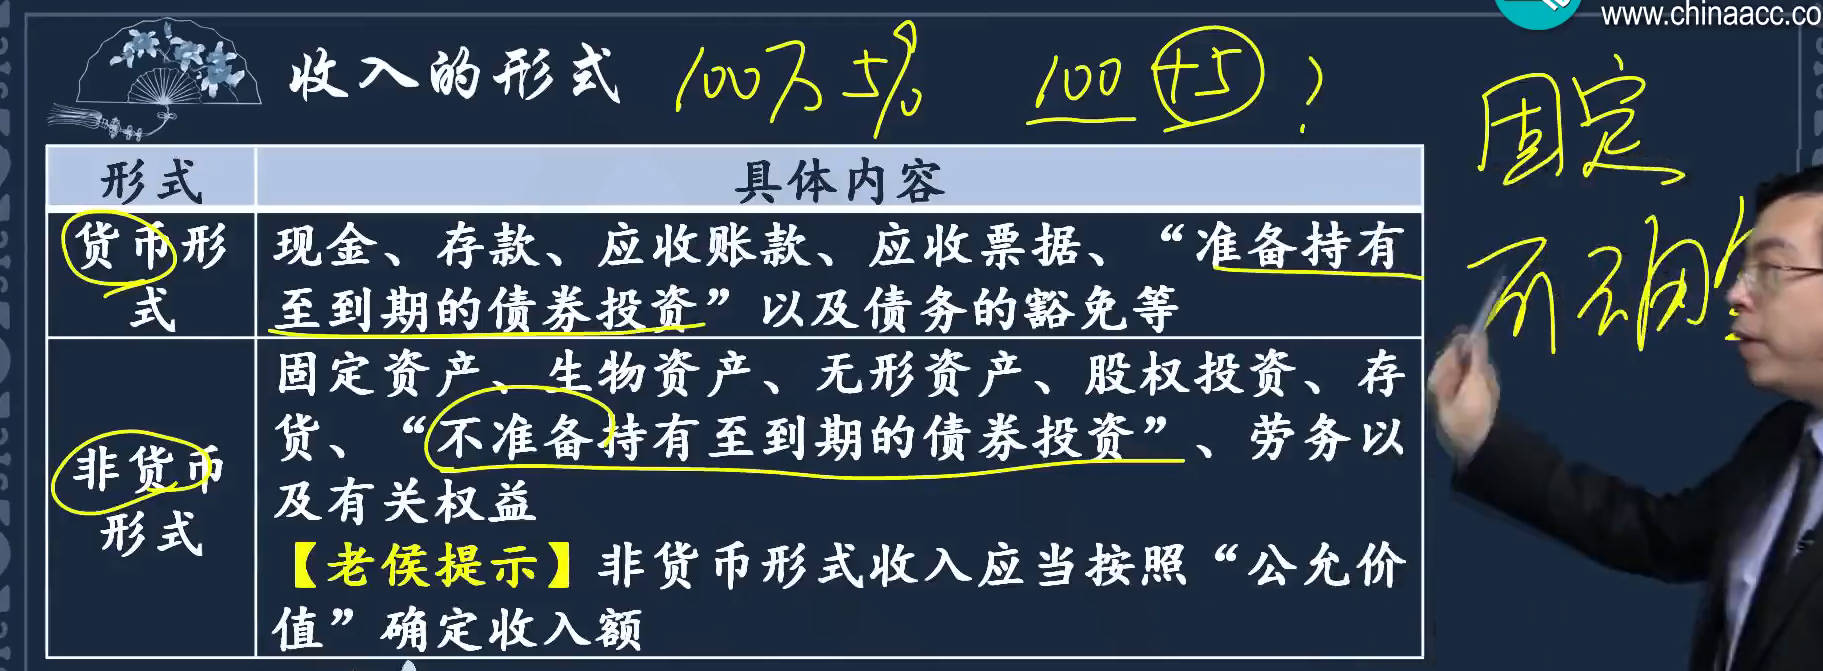 www.chinaacc.co
收入的形式 100万 5% 100 +5 ?
固定
不确定
形式 具体内容
货币形式 现金、存款、应收账款、应收票据、“准备持有
至到期的债券投资”以及债务的豁免等
非货币形式 固定资产、生物资产、无形资产、股权投资、存
货、“不准备持有至到期的债券投资”、劳务以
及有关权益
【老侯提示】非货币形式收入应当按照“公允价
值”确定收入额